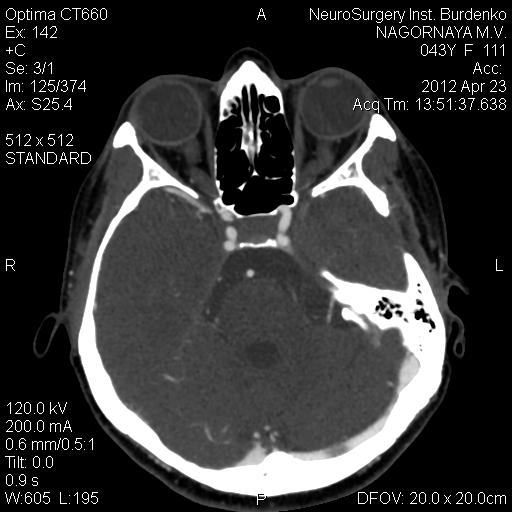 Optima CT660
Ex: 142
+C
Se: 3/1
Im: 125/374
Ax: S25.4
512 x 512
STANDARD
A
NeuroSurgery Inst. Burdenko
NAGORNAYA M.V.
043Y F 111
Acc:
2012 Apr 23
Acq Tm: 13:51:37.638
R
L
120.0 kV
200.0 mA
0.6 mm/0.5:1
Tilt: 0.0
0.9 s
W:605 L:195
P
DFOV: 20.0 x 20.0cm